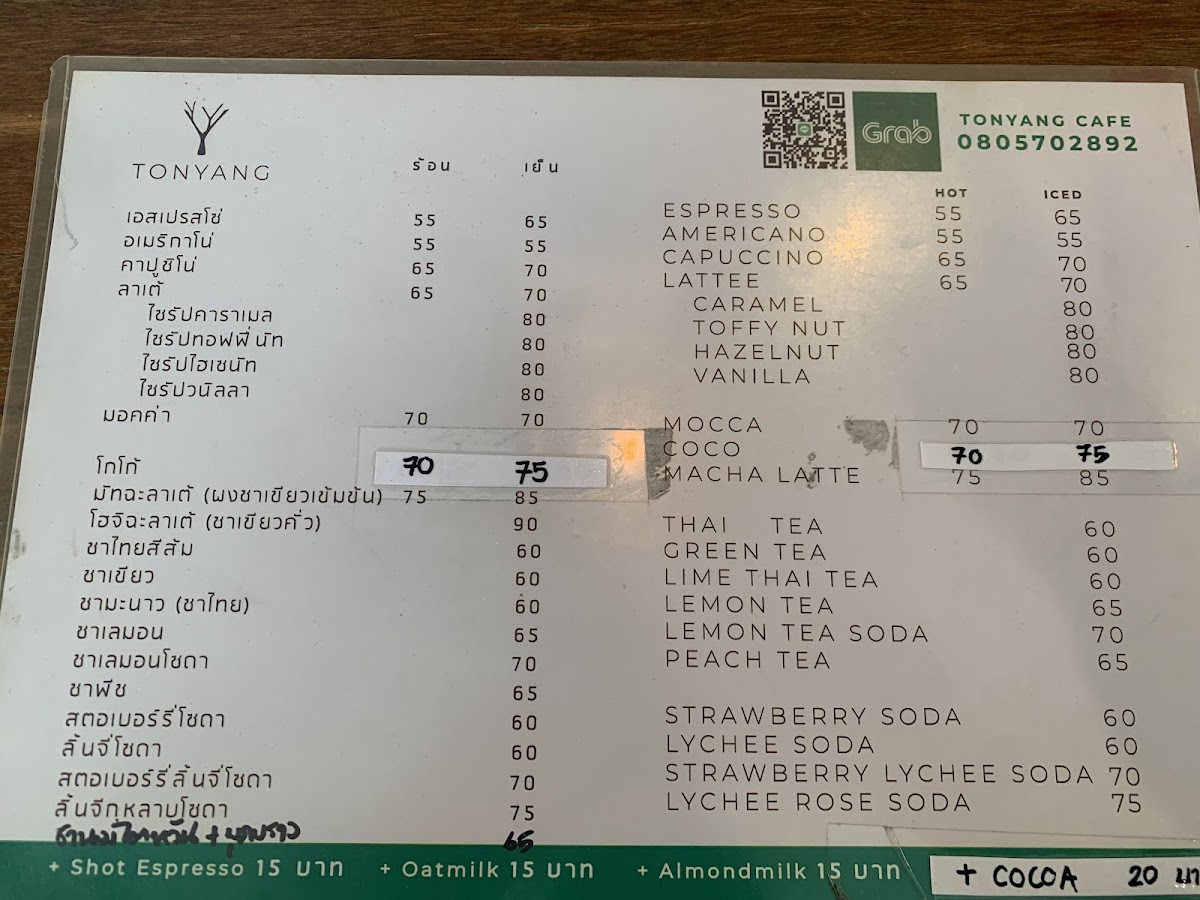 TONYANG
ร้อน เย็น
เอสเปรสโซ่ 55 65
อเมริกาโน่ 55 55
คาปูชิโน่ 65 70
ลาเต้ 65 70
ไซรัปคาราเมล 80
ไซรัปทอฟฟี่นัท 80
ไซรัปไฮเซนัท 80
ไซรัปวนิลลา 80
มอคค่า 70 70
โกโก้ 70 75
มัทฉะลาเต้ (ผงชาเขียวเข้มข้น) 75 85
โฮจิฉะลาเต้ (ชาเขียวคั่ว) 90
ชาไทยสีส้ม 60
ชาเขียว 60
ชามะนาว (ชาไทย) 60
ชาเลมอน 65
ชาเลมอนโซดา 70
ชาพีช 65
สตอเบอร์รี่โซดา 60
ลิ้นจี่โซดา 60
สตอเบอร์รี่ลิ้นจี่โซดา 70
ลิ้นจี่กุหลาบโซดา 75
ชานมไต้หวัน + 65
Grab
TONYANG CAFE
0805702892
HOT ICED
ESPRESSO 55 65
AMERICANO 55 55
CAPUCCINO 65 70
LATTEE 65 70
CARAMEL 80
TOFFY NUT 80
HAZELNUT 80
VANILLA 80
MOCCA 70 70
COCO 70 75
MACHA LATTE 75 85
THAI TEA 60
GREEN TEA 60
LIME THAI TEA 60
LEMON TEA 65
LEMON TEA SODA 70
PEACH TEA 65
STRAWBERRY SODA 60
LYCHEE SODA 60
STRAWBERRY LYCHEE SODA 70
LYCHEE ROSE SODA 75
+ Shot Espresso 15 บาท + Oatmilk 15 บาท + Almondmilk 15 บาท + COCOA 20